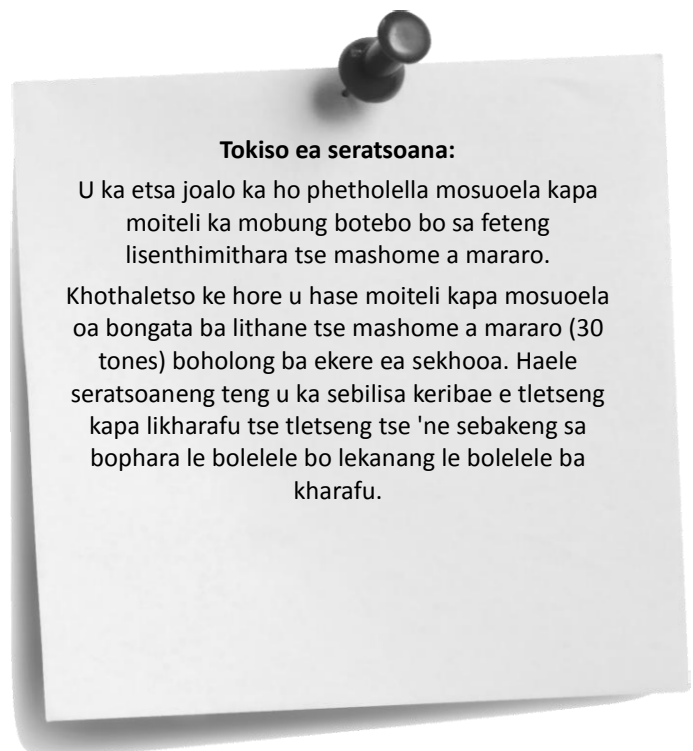 Tokiso ea seratsoana:
U ka etsa joalo ka ho phetholella mosuoela kapa
moiteli ka mobung botebo bo sa feteng
lisenthimithara tse mashome a mararo.
Khothaletso ke hore u hase moiteli kapa mosuoela
oa bongata ba lithane tse mashome a mararo (30
tones) boholong ba ekere ea sekhooa. Haele
seratsoaneng teng u ka sebilisa keribae e tletseng
kapa likharafu tse tletseng tse 'ne sebakeng sa
bophara le bolelele bo lekanang le bolelele ba
kharafu.